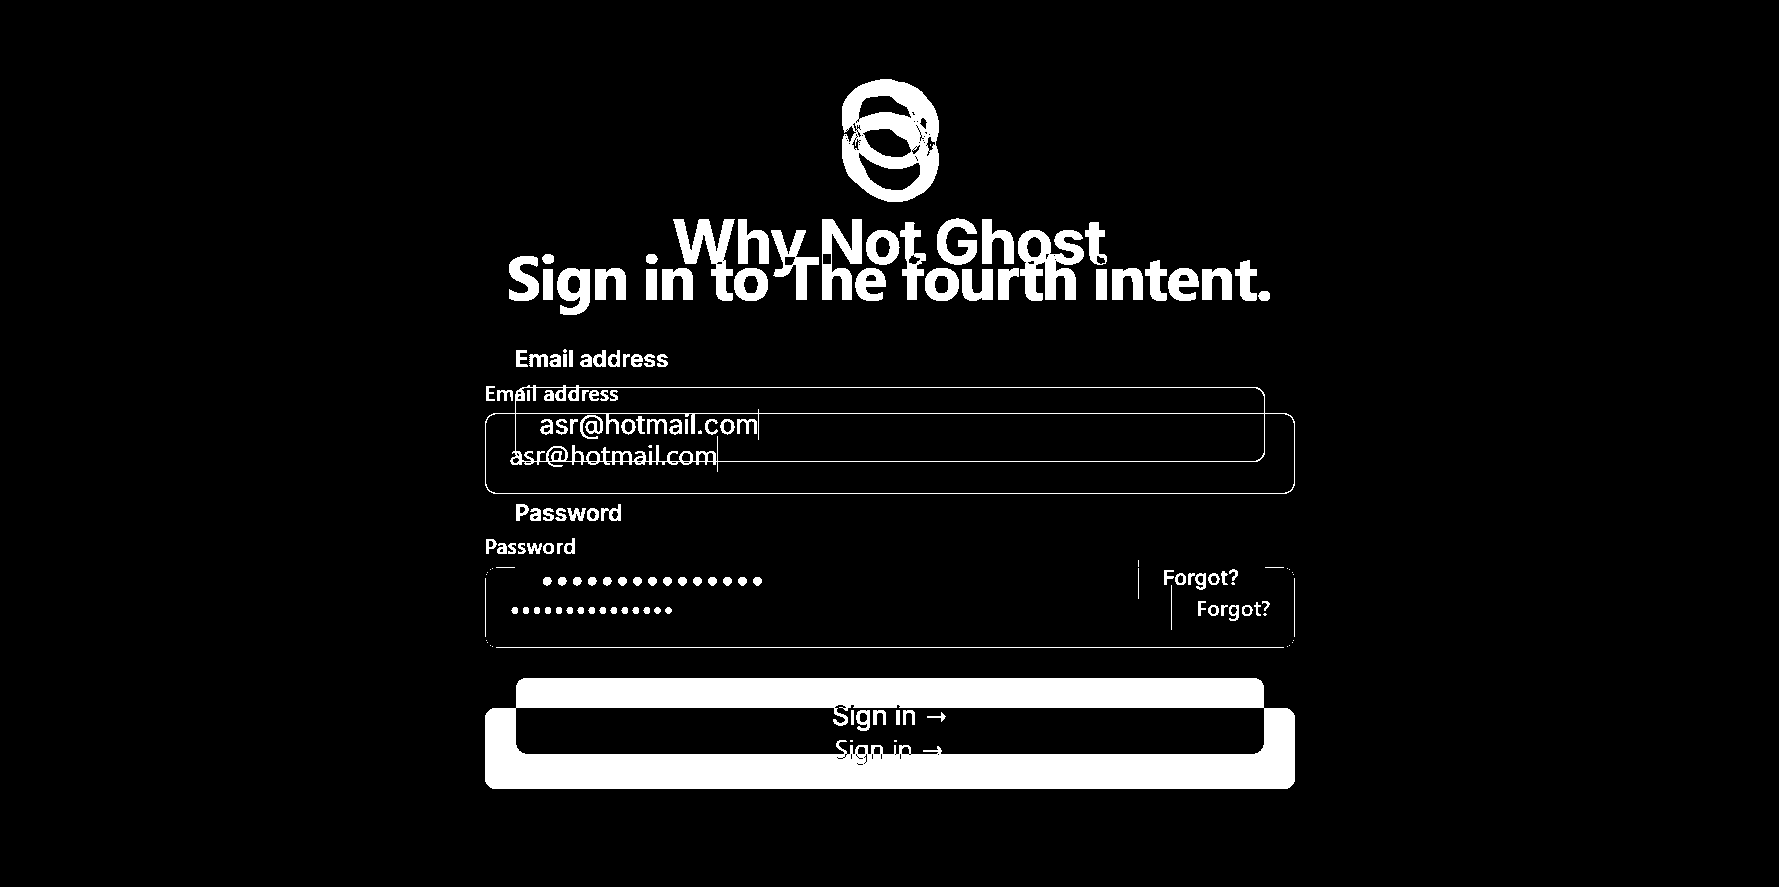 Why Not Ghost
Sign in to The fourth intent.
Email address
Email address
asr@hotmail.com
asr@hotmail.com
Password
Password
•••••••••••••••
Forgot?
•••••••••••••••
Forgot?
Sign in →
Sign in →